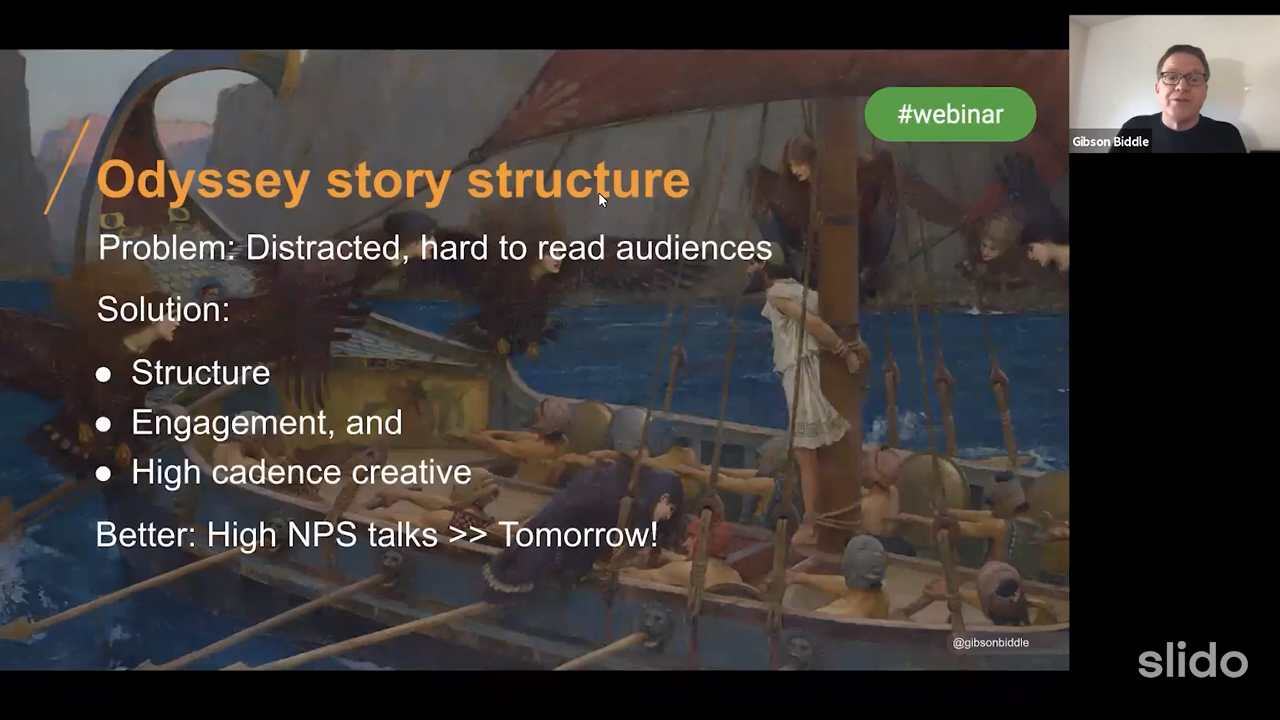 #webinar
Gibson Biddle
Odyssey story structure
Problem: Distracted, hard to read audiences
Solution:
● Structure
● Engagement, and
● High cadence creative
Better: High NPS talks >> Tomorrow!
@gibsonbiddle
slido